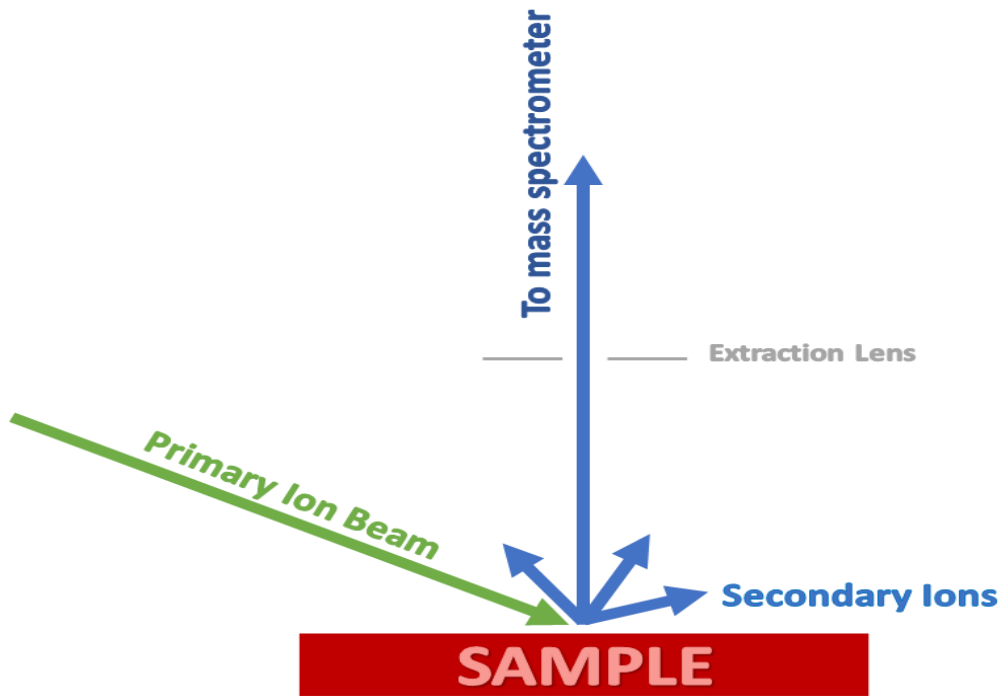 To mass spectrometer
Extraction Lens
Primary Ion Beam
Secondary Ions
SAMPLE